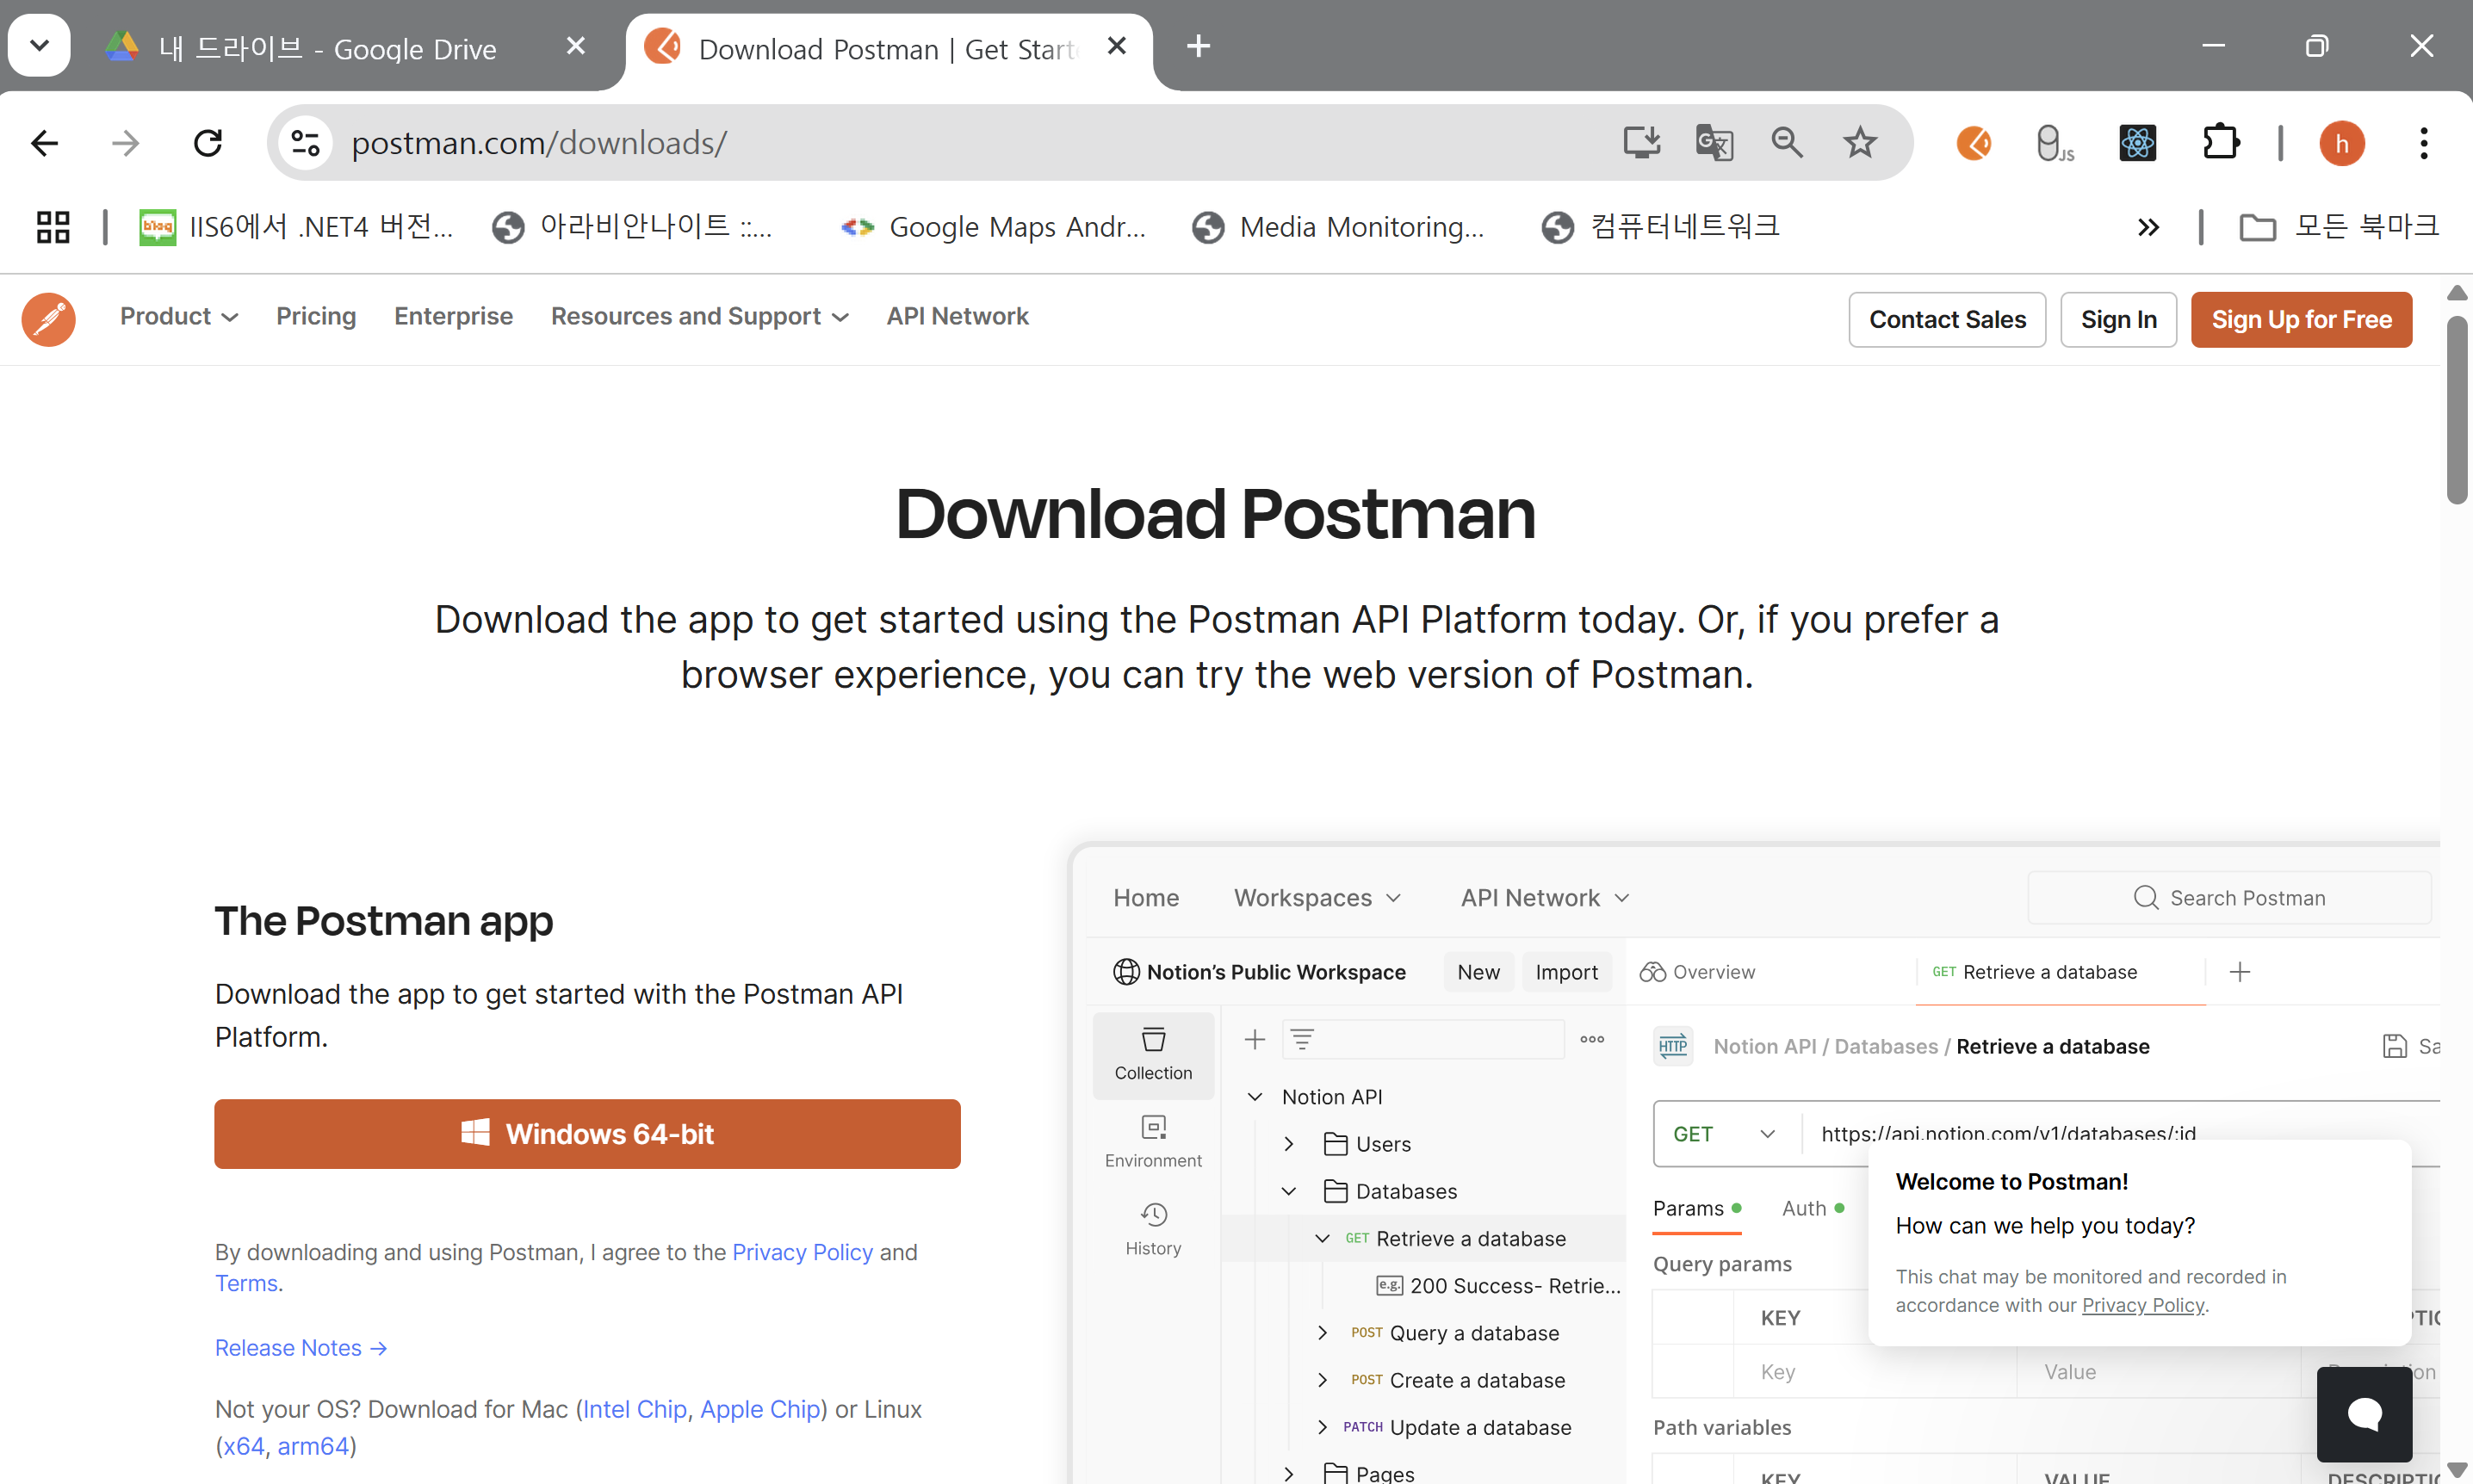 내 드라이브 - Google Drive
Download Postman | Get Start
postman.com/downloads/
IIS6에서 .NET4 버전...
아라비안나이트 ::...
Google Maps Andr...
Media Monitoring...
컴퓨터네트워크
모든 북마크
h
Product
Pricing
Enterprise
Resources and Support
API Network
Contact Sales
Sign In
Sign Up for Free
Download Postman
Download the app to get started using the Postman API Platform today. Or, if you prefer a
browser experience, you can try the web version of Postman.
The Postman app
Download the app to get started with the Postman API
Platform.
Windows 64-bit
By downloading and using Postman, I agree to the Privacy Policy and
Terms.
Release Notes →
Not your OS? Download for Mac (Intel Chip, Apple Chip) or Linux
(x64, arm64)
Home
Workspaces
API Network
Search Postman
Notion's Public Workspace
New
Import
Overview
GET Retrieve a database
Collection
Environment
History
Notion API
Users
Databases
GET Retrieve a database
e.g. 200 Success- Retrie...
POST Query a database
POST Create a database
PATCH Update a database
Pages
HTTP
Notion API / Databases / Retrieve a database
Sa
GET
https://api.notion.com/v1/databases/:id
Params
Auth
Query params
KEY
Key
Value
Welcome to Postman!
How can we help you today?
This chat may be monitored and recorded in
accordance with our Privacy Policy.
Path variables
KEY
VALUE